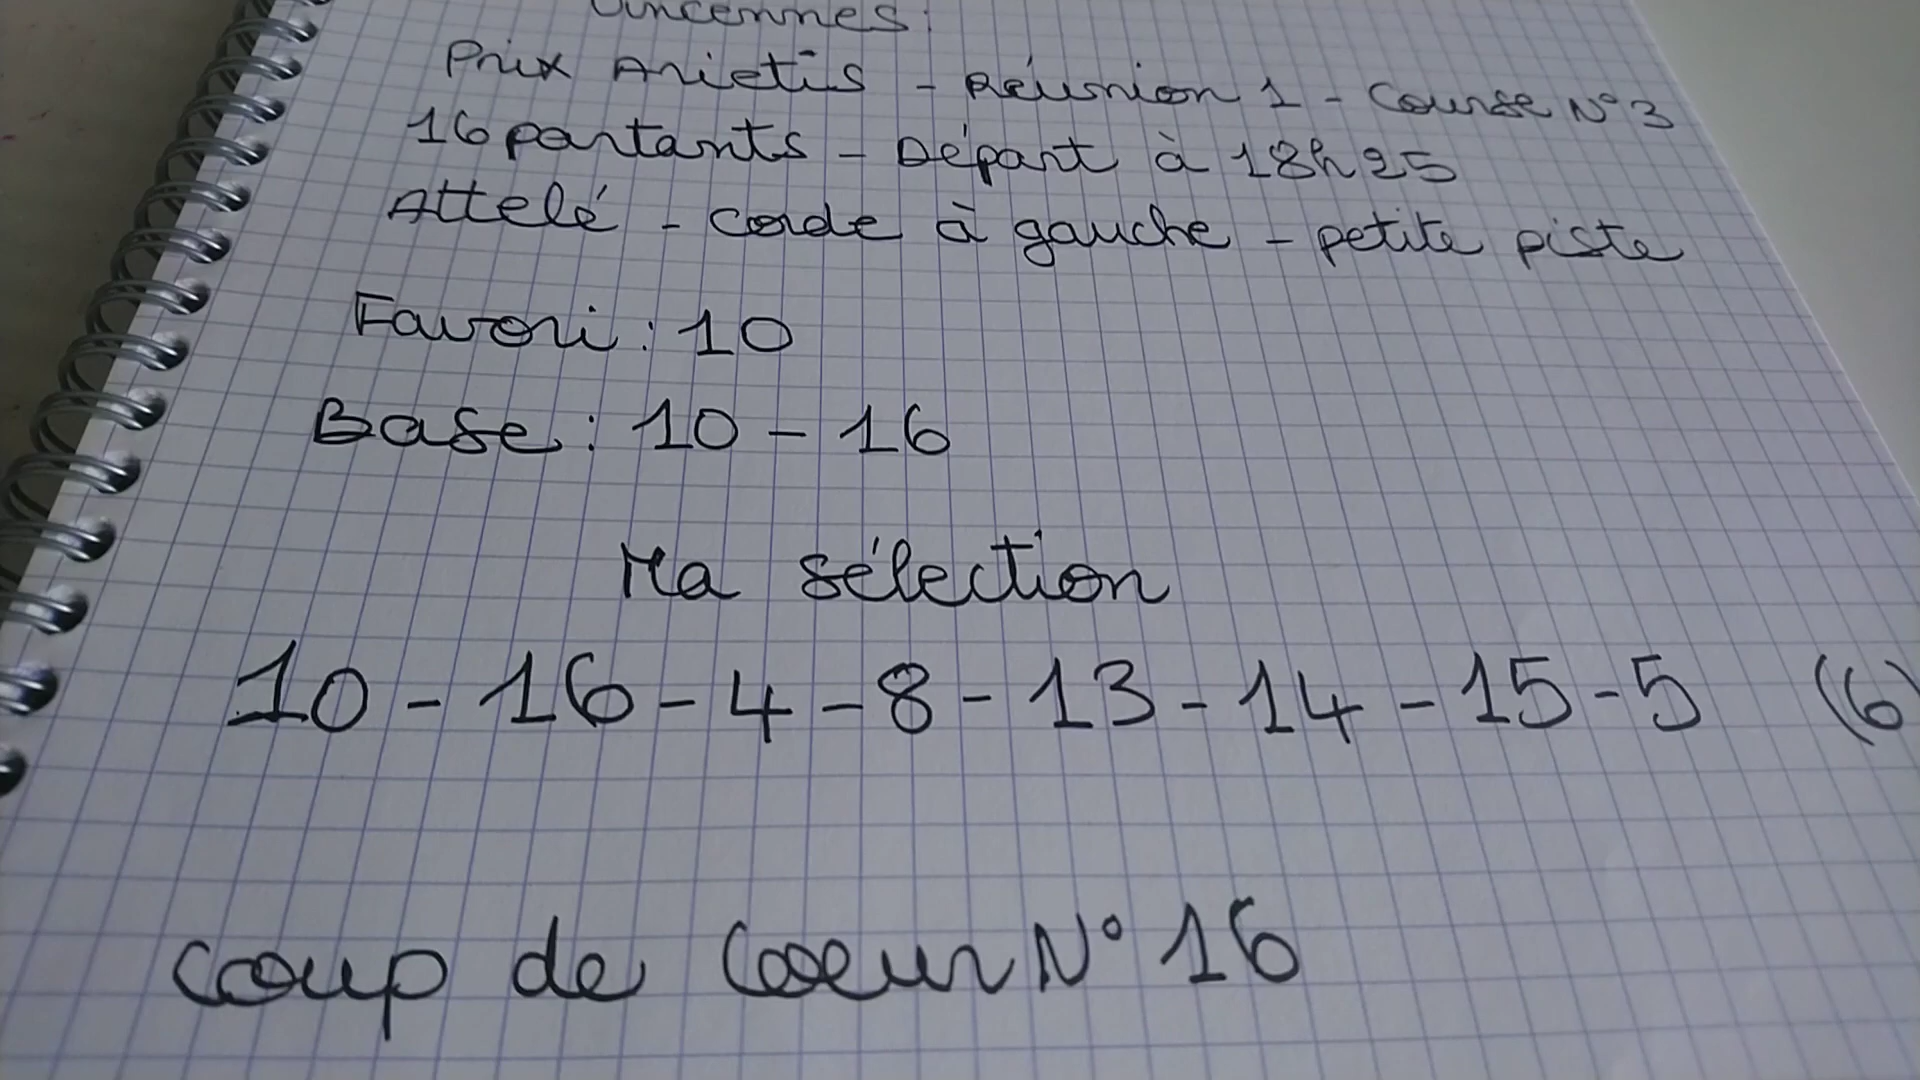 Vincennes:
Prix Arietis - Réunion 1 - Course N°3
16 partants - Départ à 18h25
Attelé - corde à gauche - petite piste
Favori: 10
Base: 10 - 16
Ma sélection
10 - 16 - 4 - 8 - 13 - 14 - 15 - 5 (6)
Coup de Coeur N° 16